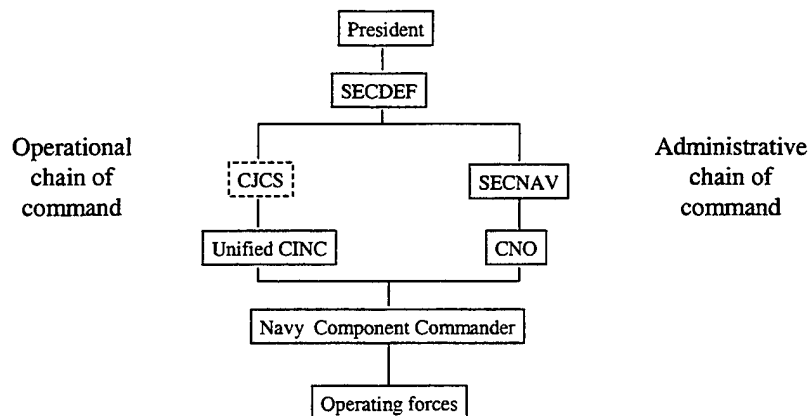 President
SECDEF
Operational
chain of
command
Administrative
chain of
command
CJCS
SECNAV
Unified CINC
CNO
Navy Component Commander
Operating forces